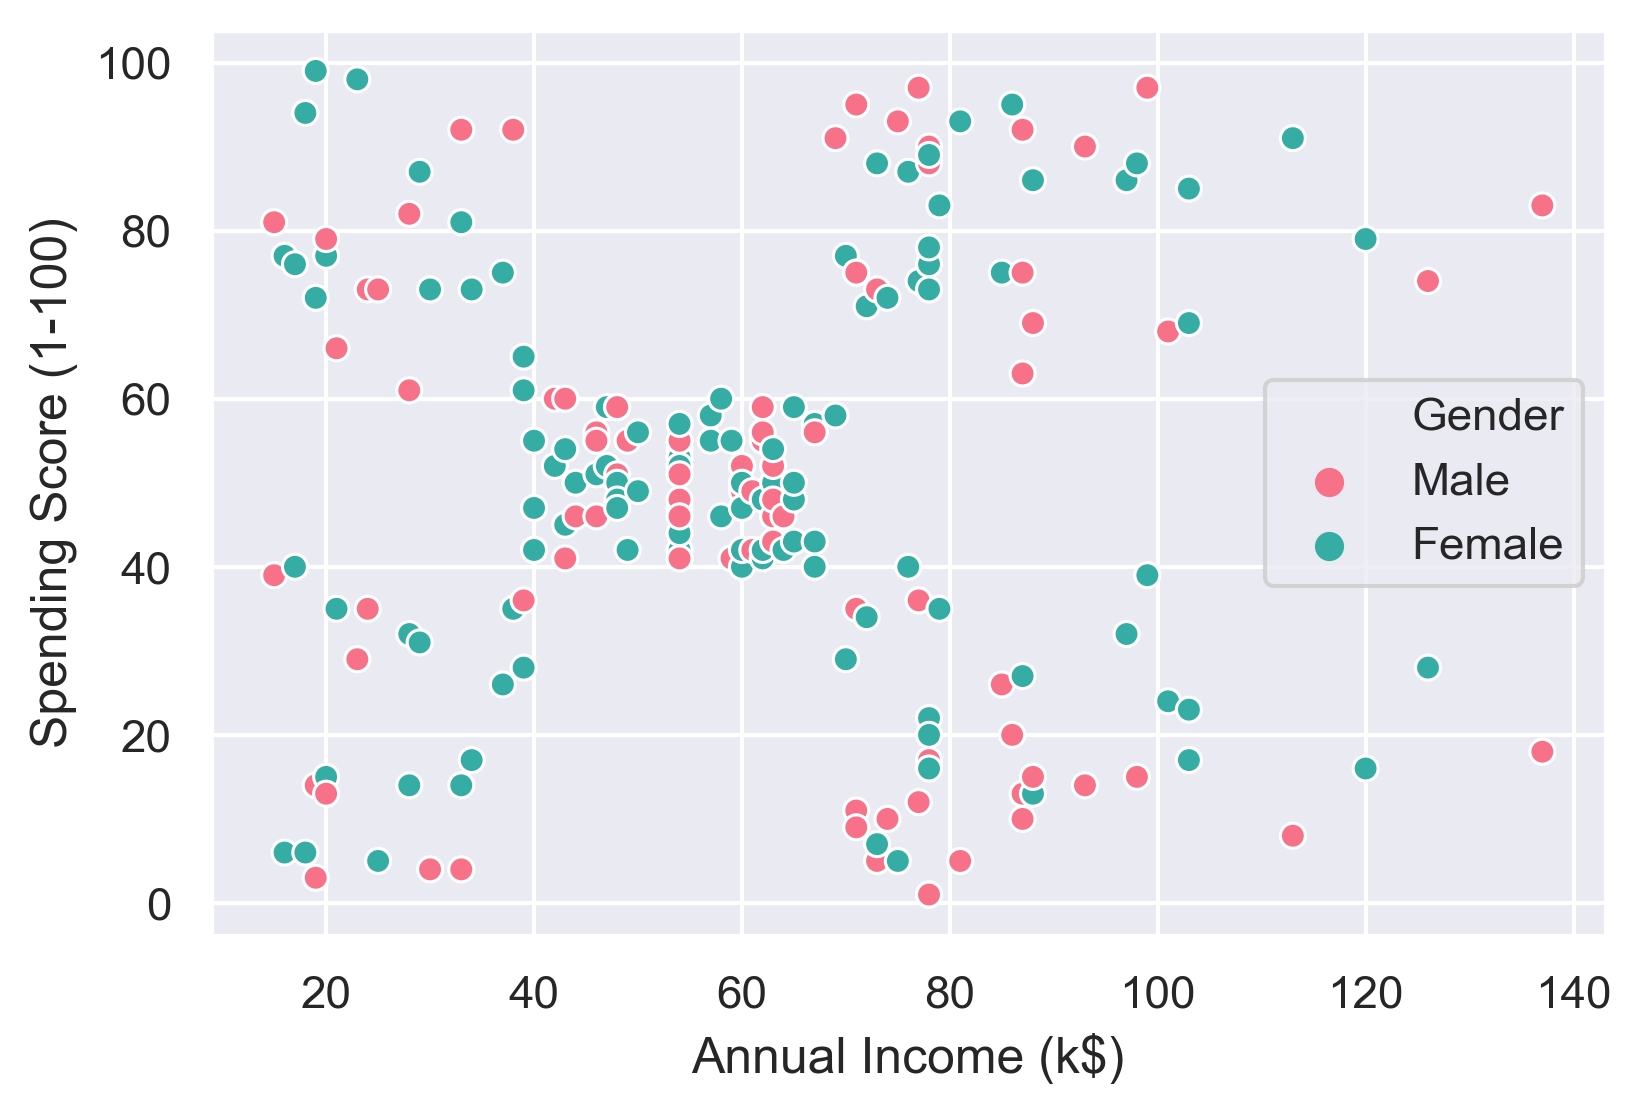 100
80
60
40
20
0
Spending Score (1-100)
Gender
Male
Female
20 40 60 80 100 120 140
Annual Income (k$)